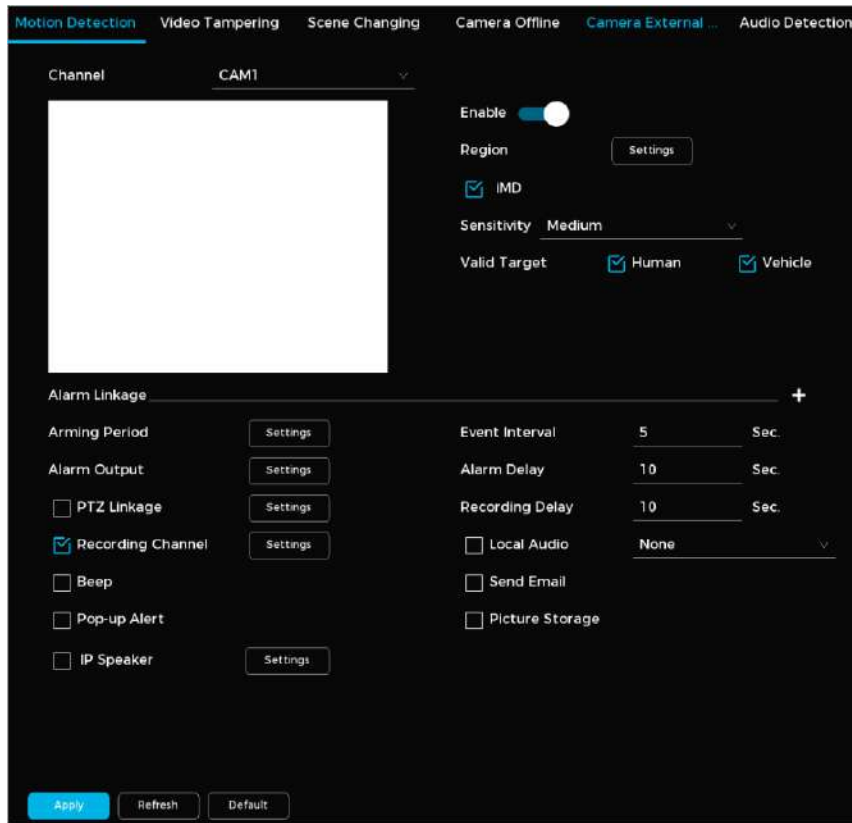 Motion Detection Video Tampering Scene Changing Camera Offline Camera External ... Audio Detection
Channel CAM1
Enable
Region Settings
iMD
Sensitivity Medium
Valid Target Human Vehicle
Alarm Linkage +
Arming Period Settings Event Interval 5 Sec.
Alarm Output Settings Alarm Delay 10 Sec.
PTZ Linkage Settings Recording Delay 10 Sec.
Recording Channel Settings Local Audio None
Beep Send Email
Pop-up Alert Picture Storage
IP Speaker Settings
Apply Refresh Default